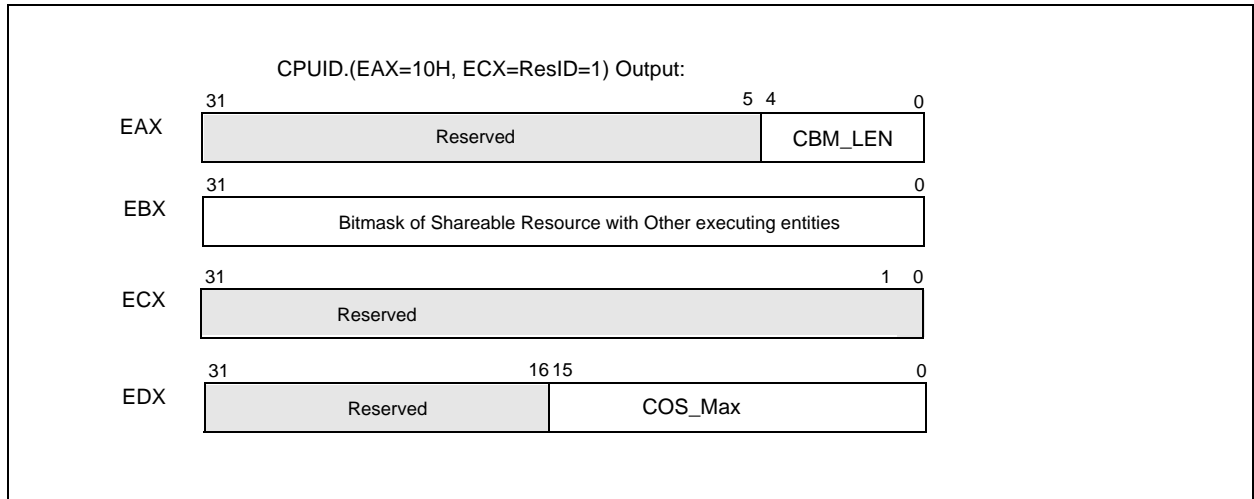 CPUID.(EAX=10H, ECX=ResID=1) Output:
31 5 4 0
EAX Reserved CBM_LEN
31 0
EBX Bitmask of Shareable Resource with Other executing entities
31 1 0
ECX Reserved
31 16 15 0
EDX Reserved COS_Max